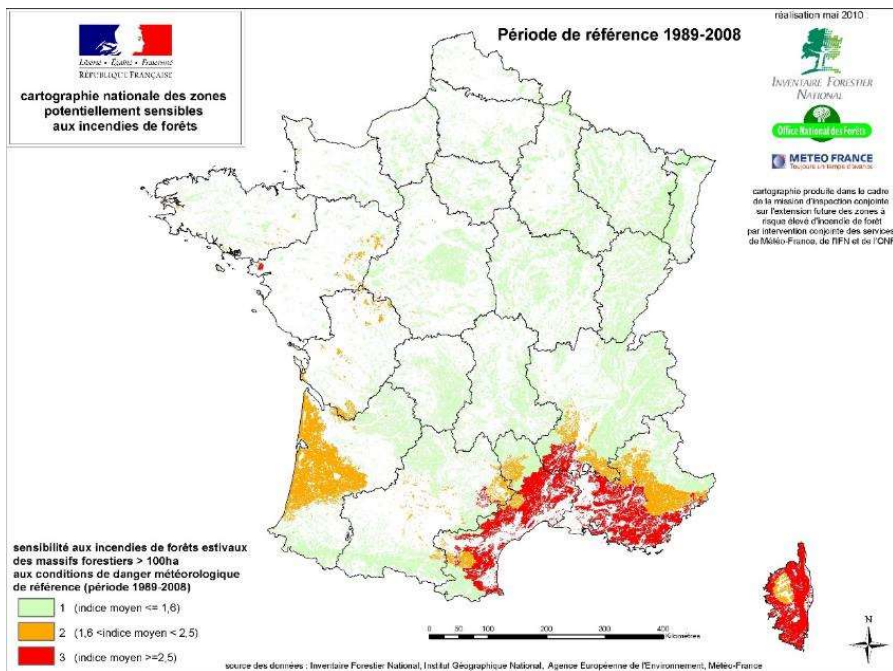 Liberté • Égalité • Fraternité
RÉPUBLIQUE FRANÇAISE
cartographie nationale des zones
potentiellement sensibles
aux incendies de forêts
Période de référence 1989-2008
réalisation mai 2010 :
INVENTAIRE FORESTIER
NATIONAL
Office National des Forêts
METEO FRANCE
Toujours un temps d'avance
cartographie produite dans le cadre
de la mission d'inspection conjointe
sur l'extension future des zones à
risque élevé d'incendie de forêt
par intervention conjointe des services
de Météo-France, de l'IFN et de l'ONF
sensibilité aux incendies de forêts estivaux
des massifs forestiers > 100ha
aux conditions de danger météorologique
de référence (période 1989-2008)
1 (indice moyen <= 1,6)
2 (1,6 <indice moyen < 2,5)
3 (indice moyen >=2,5)
0 50 100 200 300 400
Kilomètres
N
source des données : Inventaire Forestier National, Institut Géographique National, Agence Européenne de l'Environnement, Météo-France